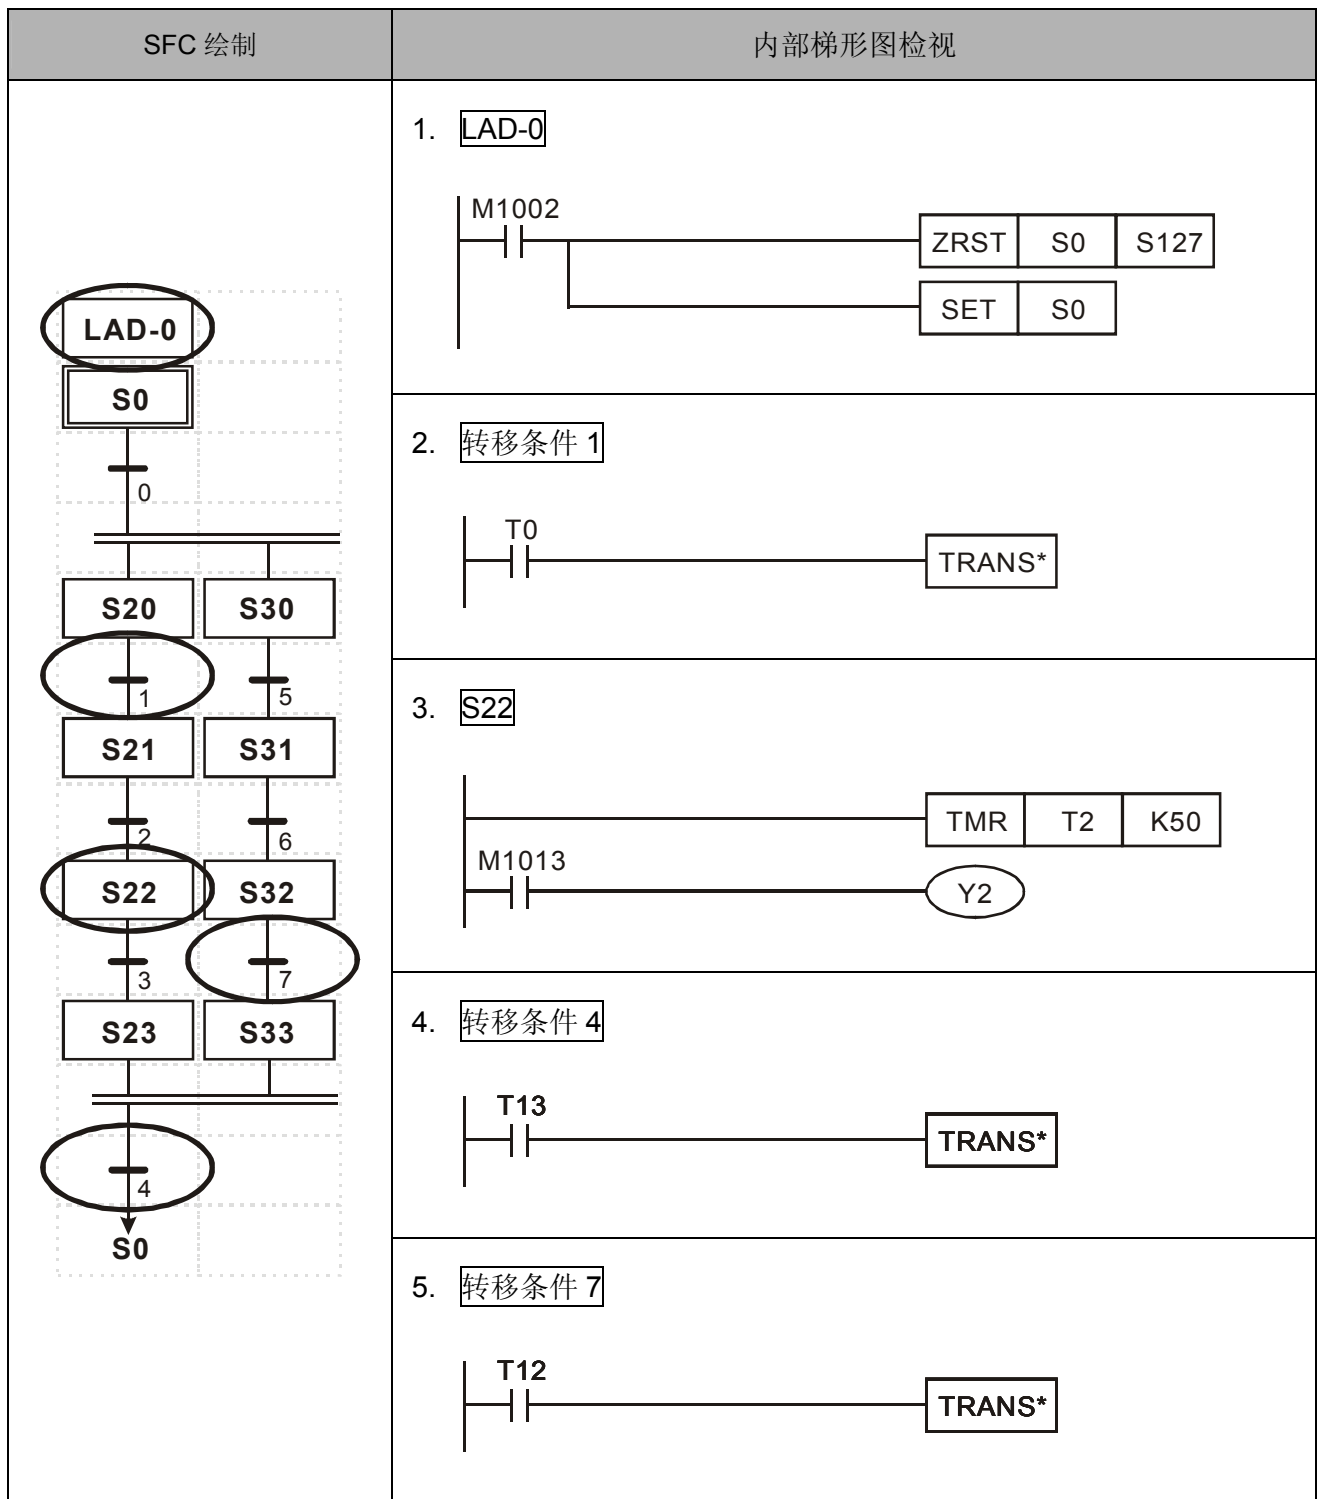 SFC 绘制
内部梯形图检视
LAD-0
S0
0
S20 S30
1 5
S21 S31
2 6
S22 S32
3 7
S23 S33
4
S0
1. LAD-0
M1002
ZRST S0 S127
SET S0
2. 转移条件 1
T0
TRANS*
3. S22
TMR T2 K50
M1013
Y2
4. 转移条件 4
T13
TRANS*
5. 转移条件 7
T12
TRANS*